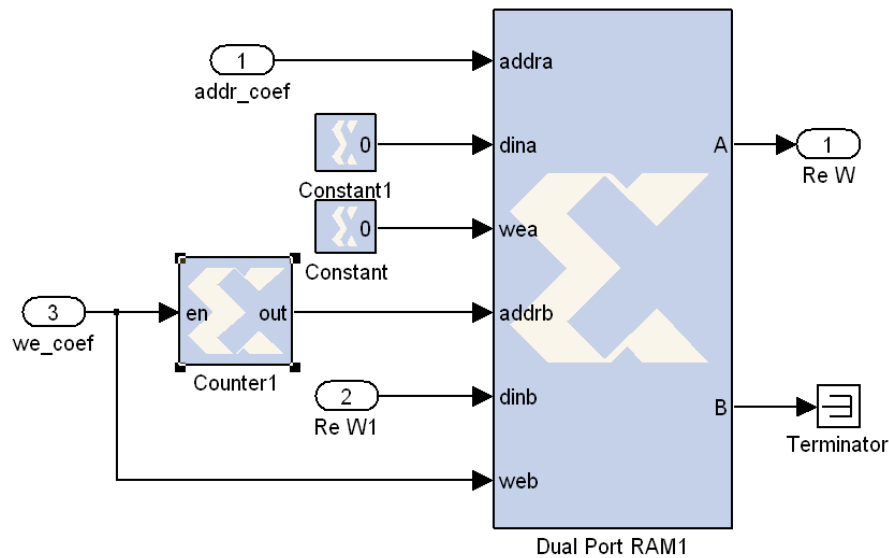 1
addr_coef
addra
0
Constant1
dina
A
1
Re W
0
Constant
wea
3
we_coef
en
out
Counter1
addrb
2
Re W1
dinb
B
Terminator
web
Dual Port RAM1